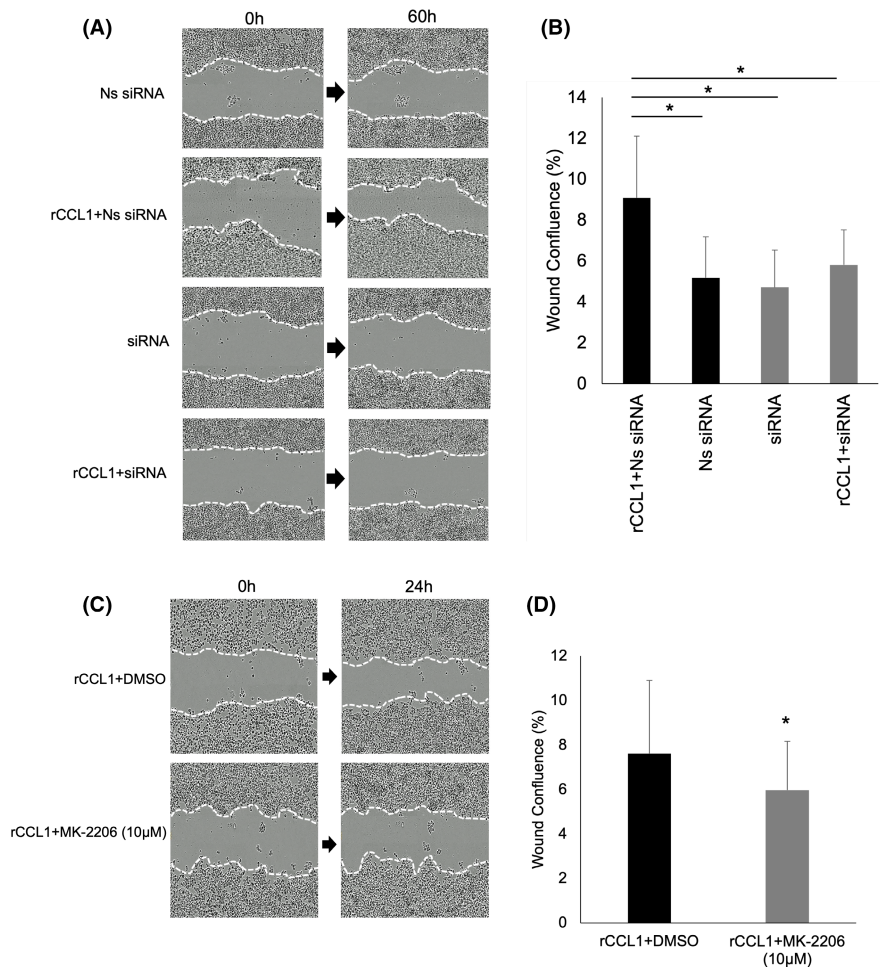 (A)
0h
60h
Ns siRNA
rCCL1+Ns siRNA
siRNA
rCCL1+siRNA
(B)
*
*
*
Wound Confluence (%)
14
12
10
8
6
4
2
0
rCCL1+Ns siRNA
Ns siRNA
siRNA
rCCL1+siRNA
(C)
0h
24h
rCCL1+DMSO
rCCL1+MK-2206 (10μM)
(D)
Wound Confluence (%)
12
10
8
6
4
2
0
*
rCCL1+DMSO
rCCL1+MK-2206
(10μM)